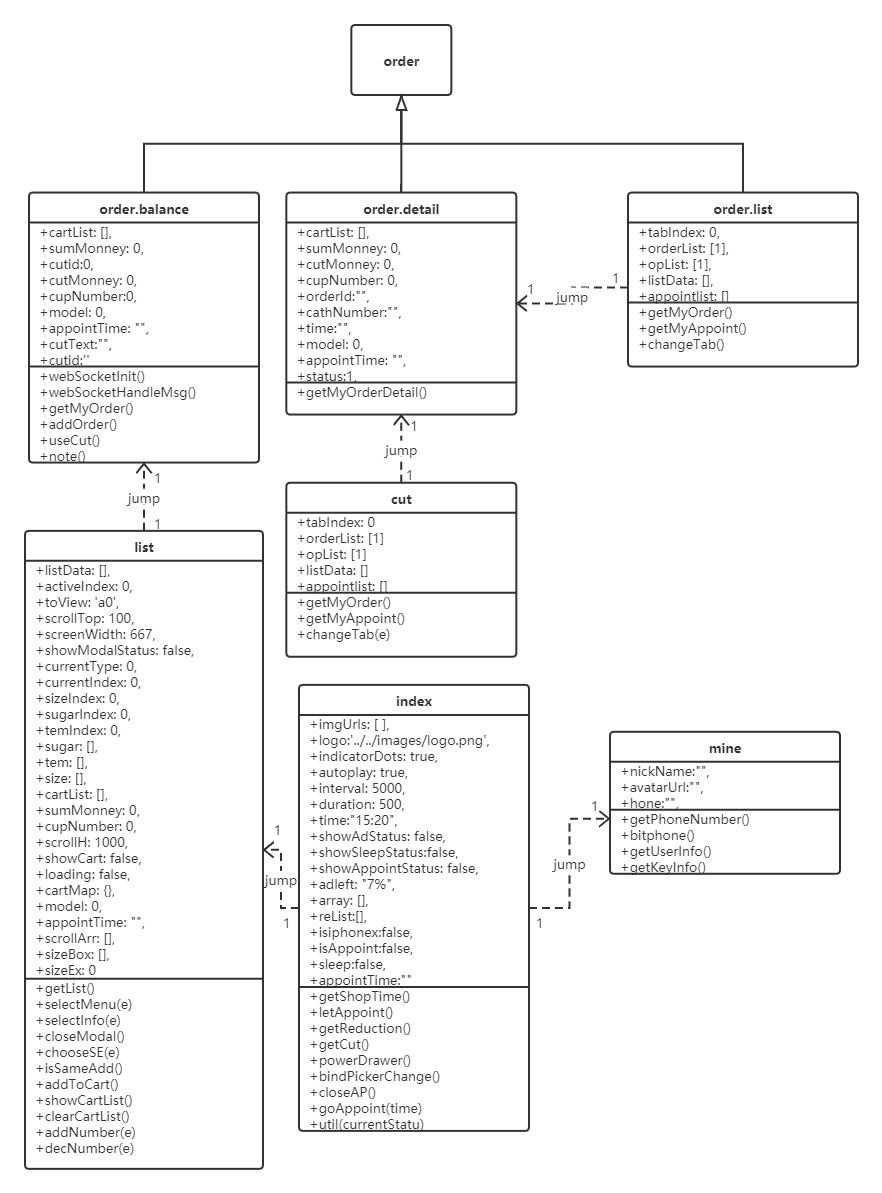 order
order.balance
+cartList: [],
+sumMonney: 0,
+cutid:0,
+cutMonney: 0,
+cupNumber:0,
+model: 0,
+appointTime: "",
+cutText:"",
+cutid:''
+webSocketInit()
+webSocketHandleMsg()
+getMyOrder()
+addOrder()
+useCut()
+note()
order.detail
+cartList: [],
+sumMonney: 0,
+cutMonney: 0,
+cupNumber: 0,
+orderId:"",
+cathNumber:"",
+time:"",
+model: 0,
+appointTime: "",
+status:1,
+getMyOrderDetail()
order.list
+tabIndex: 0,
+orderList: [1],
+opList: [1],
+listData: [],
+appointlist: []
+getMyOrder()
+getMyAppoint()
+changeTab()
1
jump
1
1
jump
1
1
jump
1
cut
+tabIndex: 0
+orderList: [1]
+opList: [1]
+listData: []
+appointlist: []
+getMyOrder()
+getMyAppoint()
+changeTab(e)
list
+listData: [],
+activeIndex: 0,
+toView: 'a0',
+scrollTop: 100,
+screenWidth: 667,
+showModalStatus: false,
+currentType: 0,
+currentIndex: 0,
+sizeIndex: 0,
+sugarIndex: 0,
+temIndex: 0,
+sugar: [],
+tem: [],
+size: [],
+cartList: [],
+sumMonney: 0,
+cupNumber: 0,
+scrollH: 1000,
+showCart: false,
+loading: false,
+cartMap: {},
+model: 0,
+appointTime: "",
+scrollArr: [],
+sizeBox: [],
+sizeEx: 0
+getList()
+selectMenu(e)
+selectInfo(e)
+closeModal()
+chooseSE(e)
+isSameAdd()
+addToCart()
+showCartList()
+clearCartList()
+addNumber(e)
+decNumber(e)
1
jump
1
index
+imgUrls: [ ],
+logo:'../../images/logo.png',
+indicatorDots: true,
+autoplay: true,
+interval: 5000,
+duration: 500,
+time:"15:20",
+showAdStatus: false,
+showSleepStatus:false,
+showAppointStatus: false,
+adleft: "7%",
+array: [],
+reList:[],
+isiphonex:false,
+isAppoint:false,
+sleep:false,
+appointTime:""
+getShopTime()
+letAppoint()
+getReduction()
+getCut()
+powerDrawer()
+bindPickerChange()
+closeAP()
+goAppoint(time)
+util(currentStatu)
1
jump
1
mine
+nickName:"",
+avatarUrl:"",
+hone:"",
+getPhoneNumber()
+bitphone()
+getUserInfo()
+getKeyInfo()